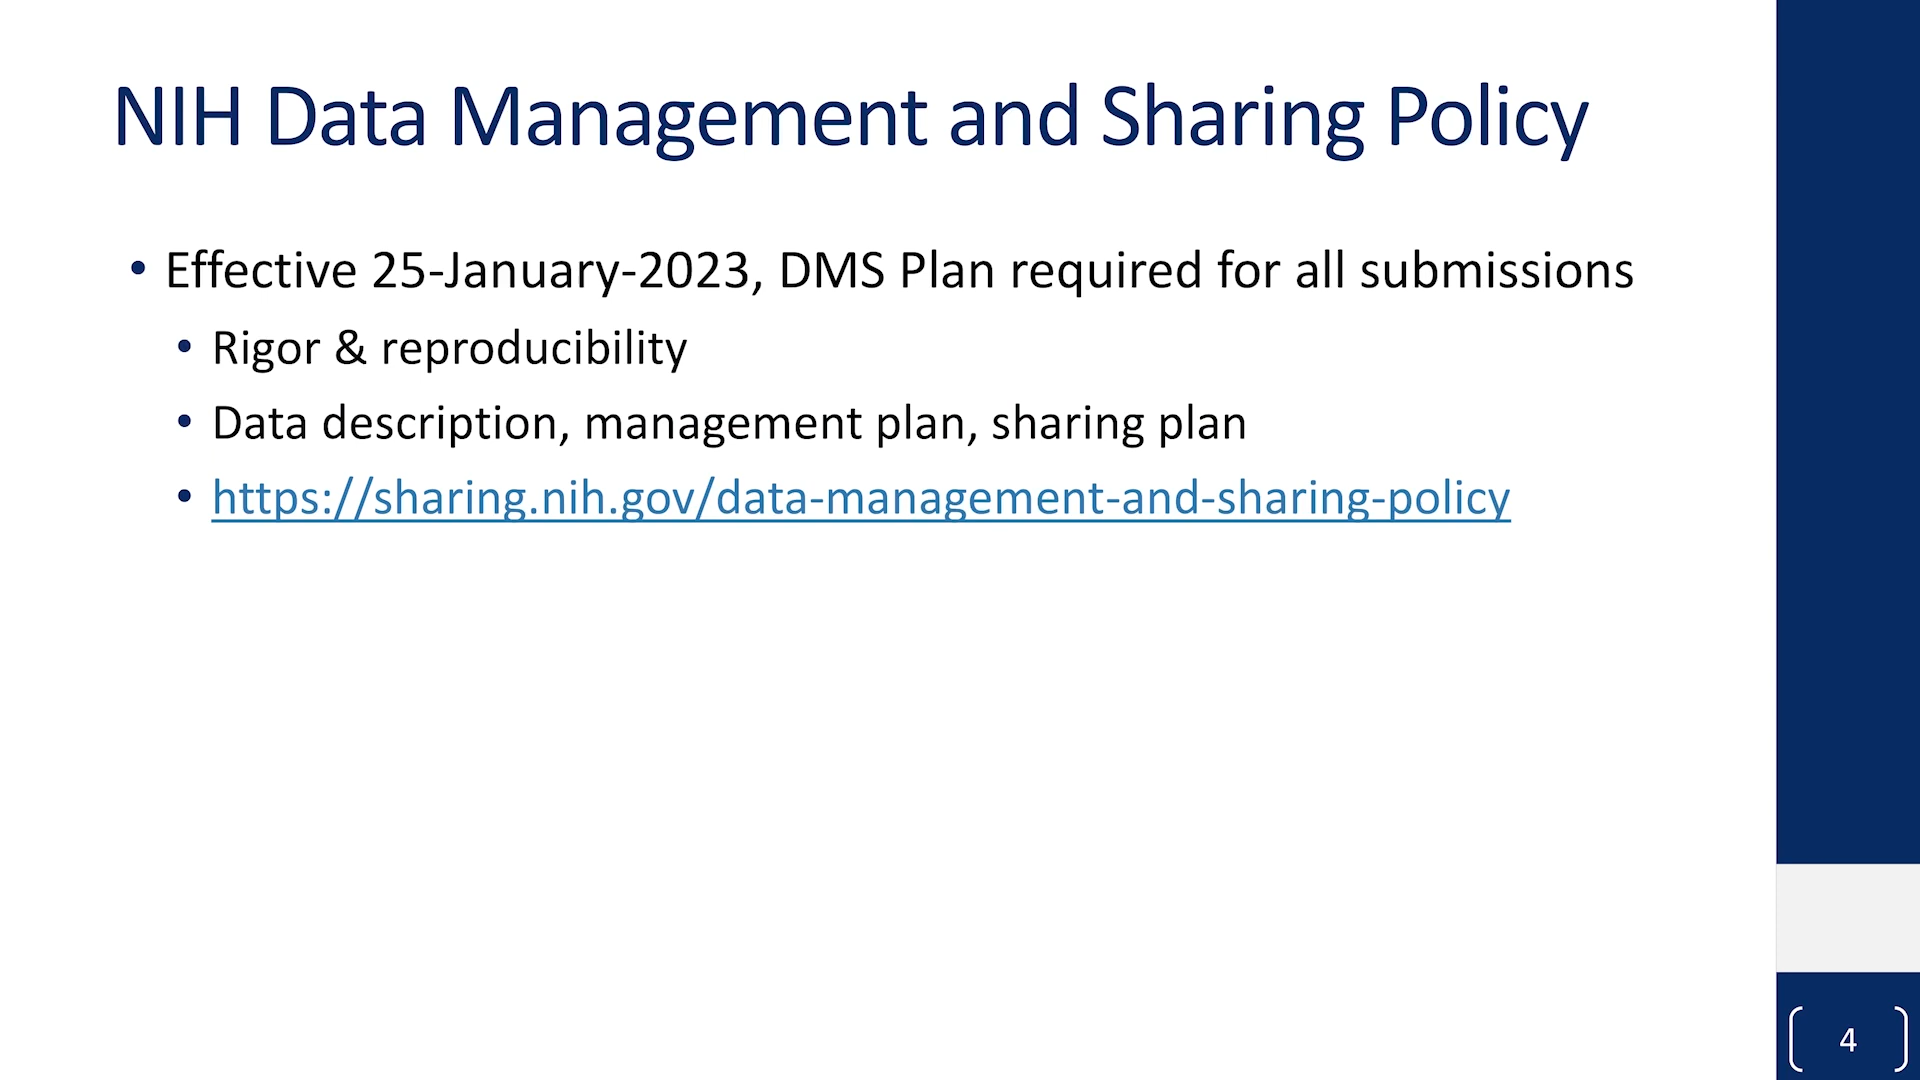 NIH Data Management and Sharing Policy
• Effective 25-January-2023, DMS Plan required for all submissions
• Rigor & reproducibility
• Data description, management plan, sharing plan
• https://sharing.nih.gov/data-management-and-sharing-policy
4